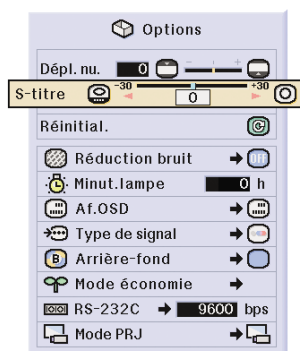 Options
Dépl. nu. 0 - +
S-titre -30 0 +30
Réinitial.
Réduction bruit OFF
Minut.lampe 0 h
Af.OSD
Type de signal
B Arrière-fond
Mode économie
RS-232C 9600 bps
Mode PRJ